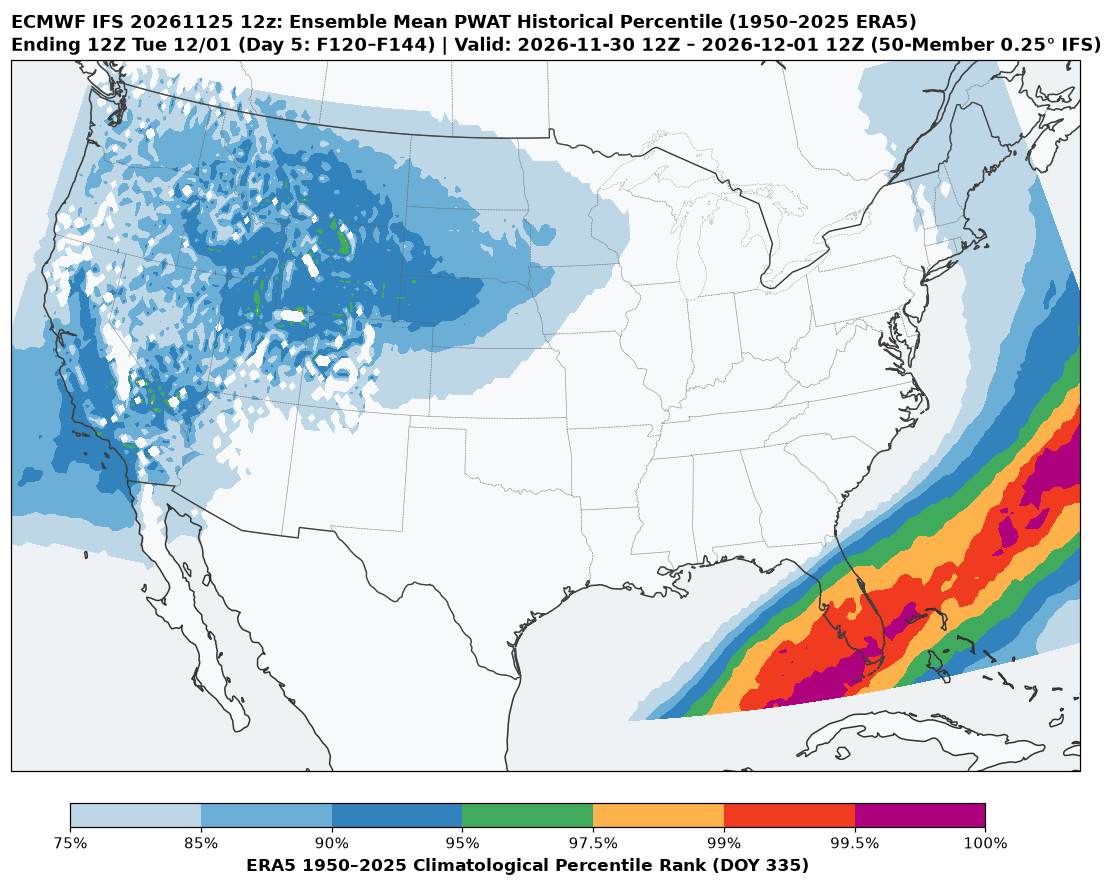 ECMWF IFS 20261125 12z: Ensemble Mean PWAT Historical Percentile (1950–2025 ERA5)
Ending 12Z Tue 12/01 (Day 5: F120–F144) | Valid: 2026-11-30 12Z – 2026-12-01 12Z (50-Member 0.25° IFS)
75% 85% 90% 95% 97.5% 99% 99.5% 100%
ERA5 1950–2025 Climatological Percentile Rank (DOY 335)